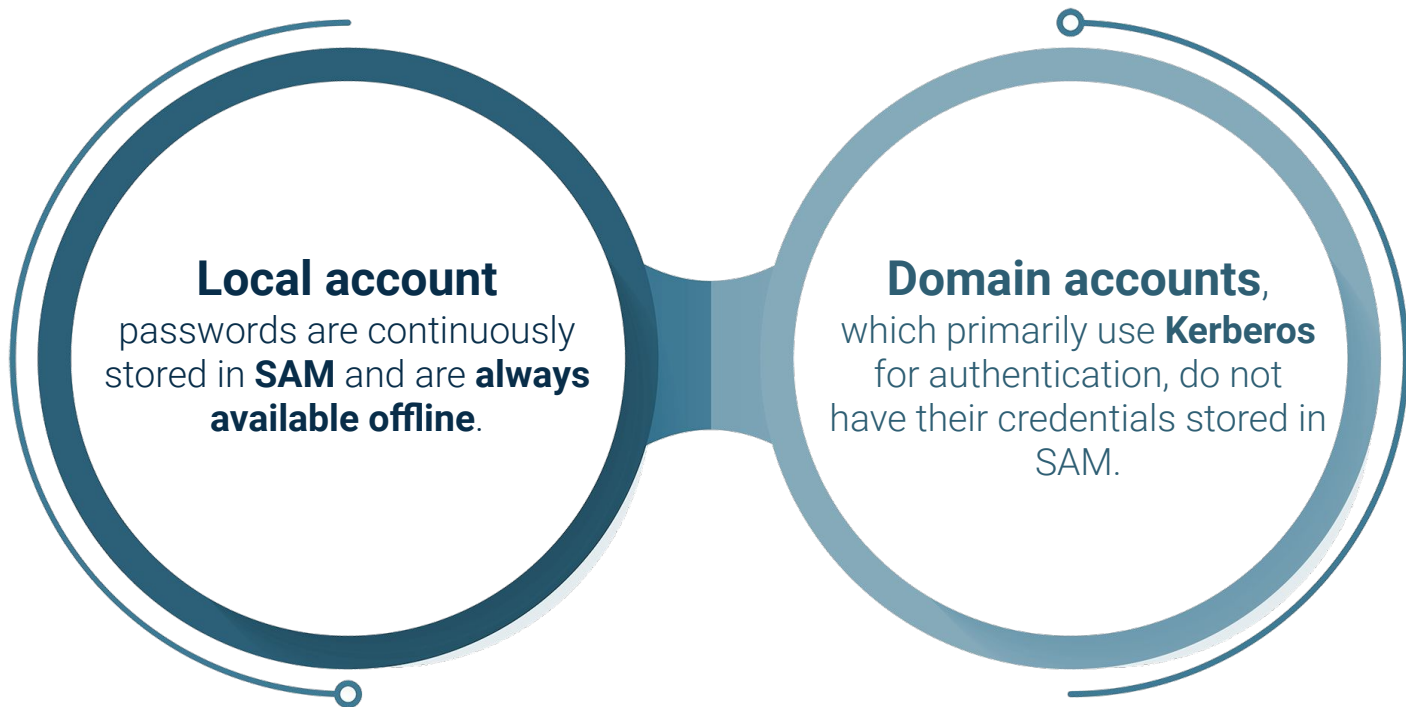 Local account
passwords are continuously
stored in SAM and are always
available offline.
Domain accounts,
which primarily use Kerberos
for authentication, do not
have their credentials stored in
SAM.